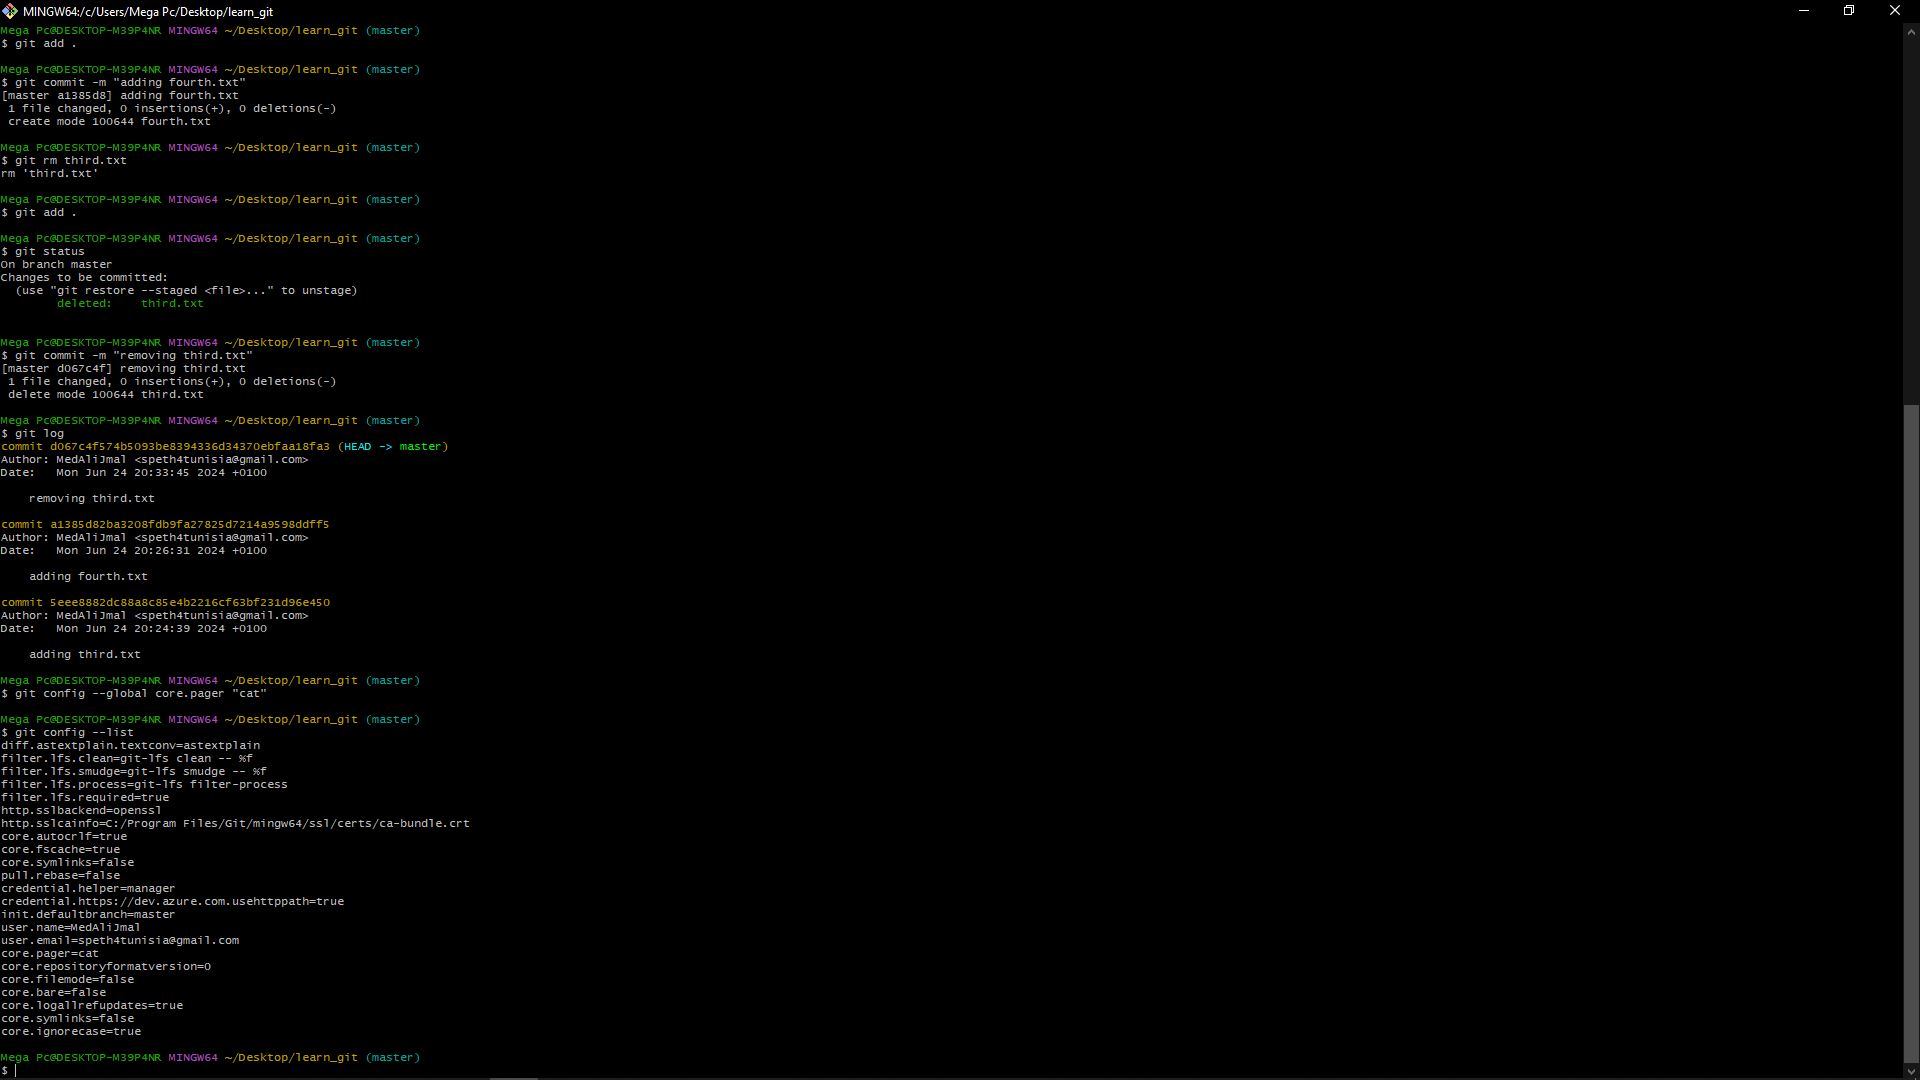 MINGW64:/c/Users/Mega Pc/Desktop/learn_git
Mega Pc@DESKTOP-M39P4NR MINGW64 ~/Desktop/learn_git (master)
$ git add .
Mega Pc@DESKTOP-M39P4NR MINGW64 ~/Desktop/learn_git (master)
$ git commit -m "adding fourth.txt"
[master a1385d8] adding fourth.txt
 1 file changed, 0 insertions(+), 0 deletions(-)
 create mode 100644 fourth.txt
Mega Pc@DESKTOP-M39P4NR MINGW64 ~/Desktop/learn_git (master)
$ git rm third.txt
rm 'third.txt'
Mega Pc@DESKTOP-M39P4NR MINGW64 ~/Desktop/learn_git (master)
$ git add .
Mega Pc@DESKTOP-M39P4NR MINGW64 ~/Desktop/learn_git (master)
$ git status
On branch master
Changes to be committed:
  (use "git restore --staged <file>..." to unstage)
        deleted:    third.txt
Mega Pc@DESKTOP-M39P4NR MINGW64 ~/Desktop/learn_git (master)
$ git commit -m "removing third.txt"
[master d067c4f] removing third.txt
 1 file changed, 0 insertions(+), 0 deletions(-)
 delete mode 100644 third.txt
Mega Pc@DESKTOP-M39P4NR MINGW64 ~/Desktop/learn_git (master)
$ git log
commit d067c4f574b5093be8394336d34370ebfaa18fa3 (HEAD -> master)
Author: MedAliJmal <speth4tunisia@gmail.com>
Date:   Mon Jun 24 20:33:45 2024 +0100
    removing third.txt
commit a1385d82ba3208fdb9fa27825d7214a9598ddff5
Author: MedAliJmal <speth4tunisia@gmail.com>
Date:   Mon Jun 24 20:26:31 2024 +0100
    adding fourth.txt
commit 5eee8882dc88a8c85e4b2216cf63bf231d96e450
Author: MedAliJmal <speth4tunisia@gmail.com>
Date:   Mon Jun 24 20:24:39 2024 +0100
    adding third.txt
Mega Pc@DESKTOP-M39P4NR MINGW64 ~/Desktop/learn_git (master)
$ git config --global core.pager "cat"
Mega Pc@DESKTOP-M39P4NR MINGW64 ~/Desktop/learn_git (master)
$ git config --list
diff.astextplain.textconv=astextplain
filter.lfs.clean=git-lfs clean -- %f
filter.lfs.smudge=git-lfs smudge -- %f
filter.lfs.process=git-lfs filter-process
filter.lfs.required=true
http.sslbackend=openssl
http.sslcainfo=C:/Program Files/Git/mingw64/ssl/certs/ca-bundle.crt
core.autocrlf=true
core.fscache=true
core.symlinks=false
pull.rebase=false
credential.helper=manager
credential.https://dev.azure.com.usehttppath=true
init.defaultbranch=master
user.name=MedAliJmal
user.email=speth4tunisia@gmail.com
core.pager=cat
core.repositoryformatversion=0
core.filemode=false
core.bare=false
core.logallrefupdates=true
core.symlinks=false
core.ignorecase=true
Mega Pc@DESKTOP-M39P4NR MINGW64 ~/Desktop/learn_git (master)
$